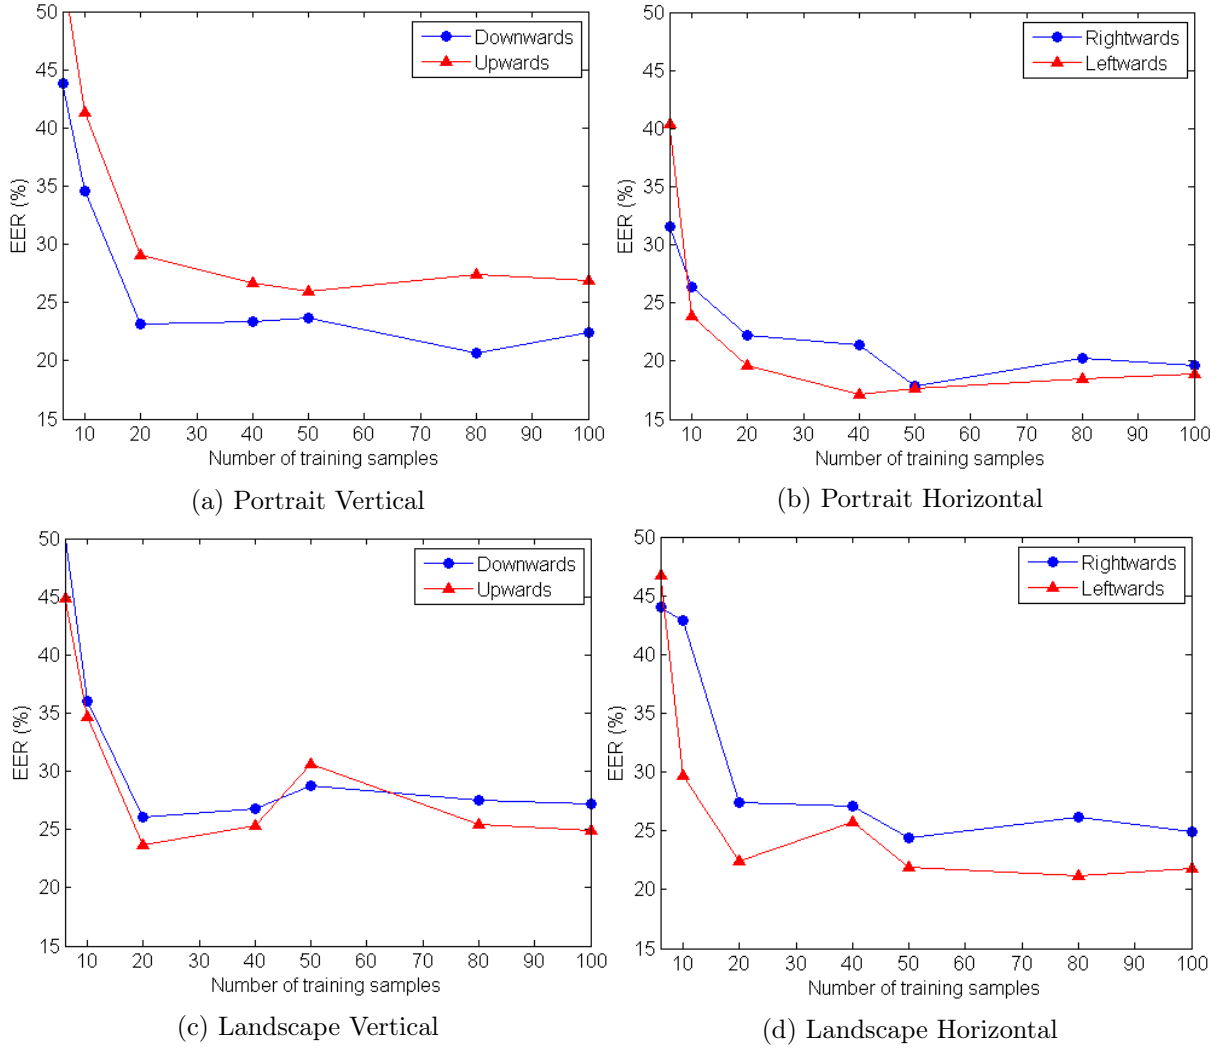 50
45
40
35
30
25
20
15
EER (%)
Downwards
Upwards
10 20 30 40 50 60 70 80 90 100
Number of training samples
(a) Portrait Vertical
50
45
40
35
30
25
20
15
EER (%)
Rightwards
Leftwards
10 20 30 40 50 60 70 80 90 100
Number of training samples
(b) Portrait Horizontal
50
45
40
35
30
25
20
15
EER (%)
Downwards
Upwards
10 20 30 40 50 60 70 80 90 100
Number of training samples
(c) Landscape Vertical
50
45
40
35
30
25
20
15
EER (%)
Rightwards
Leftwards
10 20 30 40 50 60 70 80 90 100
Number of training samples
(d) Landscape Horizontal